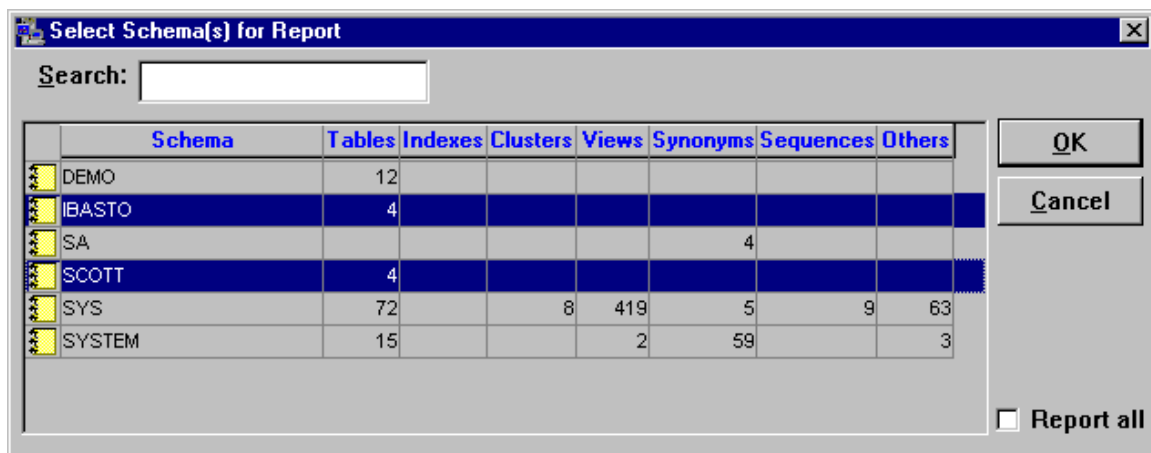 Select Schema(s) for Report
Search:
Schema Tables Indexes Clusters Views Synonyms Sequences Others
DEMO 12
IBASTO 4
SA 4
SCOTT 4
SYS 72 8 419 5 9 63
SYSTEM 15 2 59 3
OK
Cancel
Report all